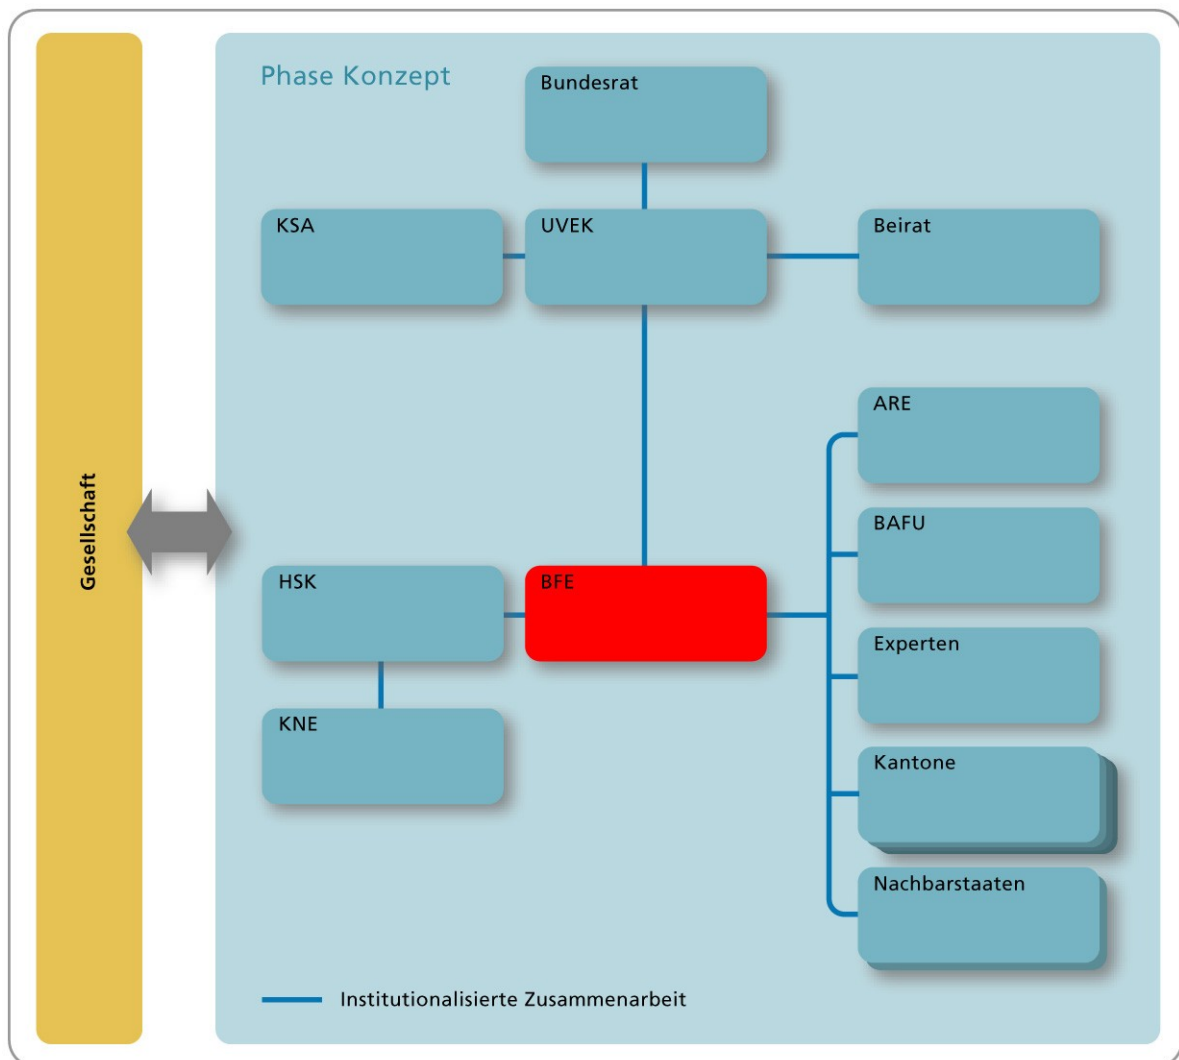 Phase Konzept
Bundesrat
KSA
UVEK
Beirat
ARE
Gesellschaft
BAFU
HSK
BFE
Experten
KNE
Kantone
Nachbarstaaten
Institutionalisierte Zusammenarbeit